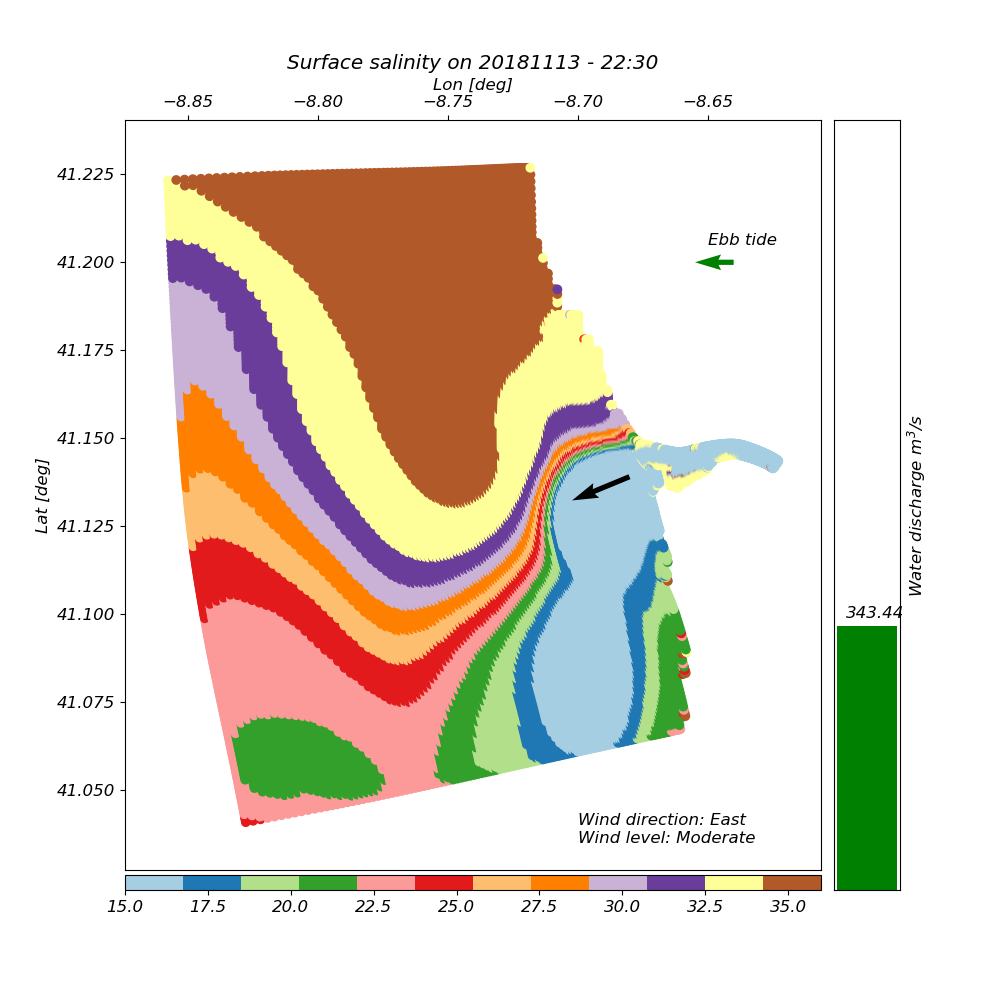 Surface salinity on 20181113 - 22:30
Lon [deg]
−8.85 −8.80 −8.75 −8.70 −8.65
41.225
41.200
41.175
41.150
41.125
41.100
41.075
41.050
Lat [deg]
Ebb tide
Water discharge m³/s
343.44
Wind direction: East
Wind level: Moderate
15.0 17.5 20.0 22.5 25.0 27.5 30.0 32.5 35.0